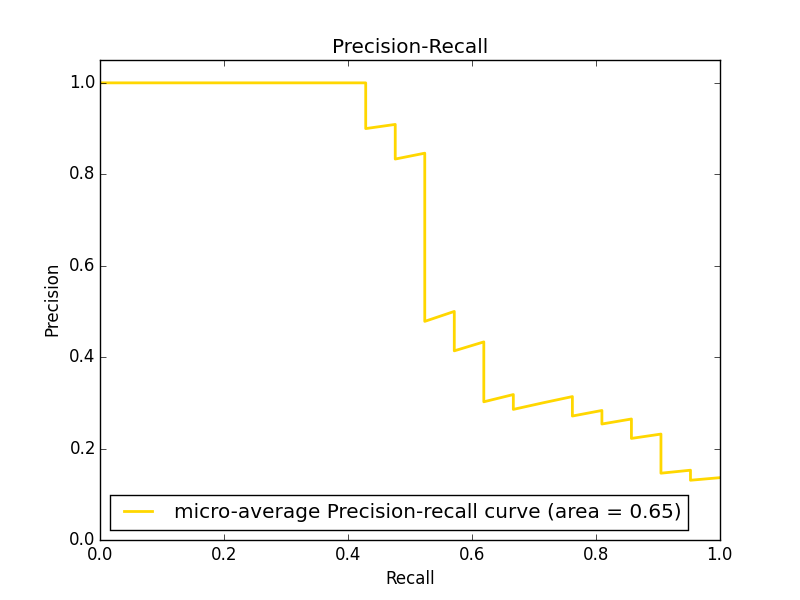 Precision-Recall
1.0
0.8
0.6
0.4
0.2
0.0
Precision
micro-average Precision-recall curve (area = 0.65)
0.0 0.2 0.4 0.6 0.8 1.0
Recall